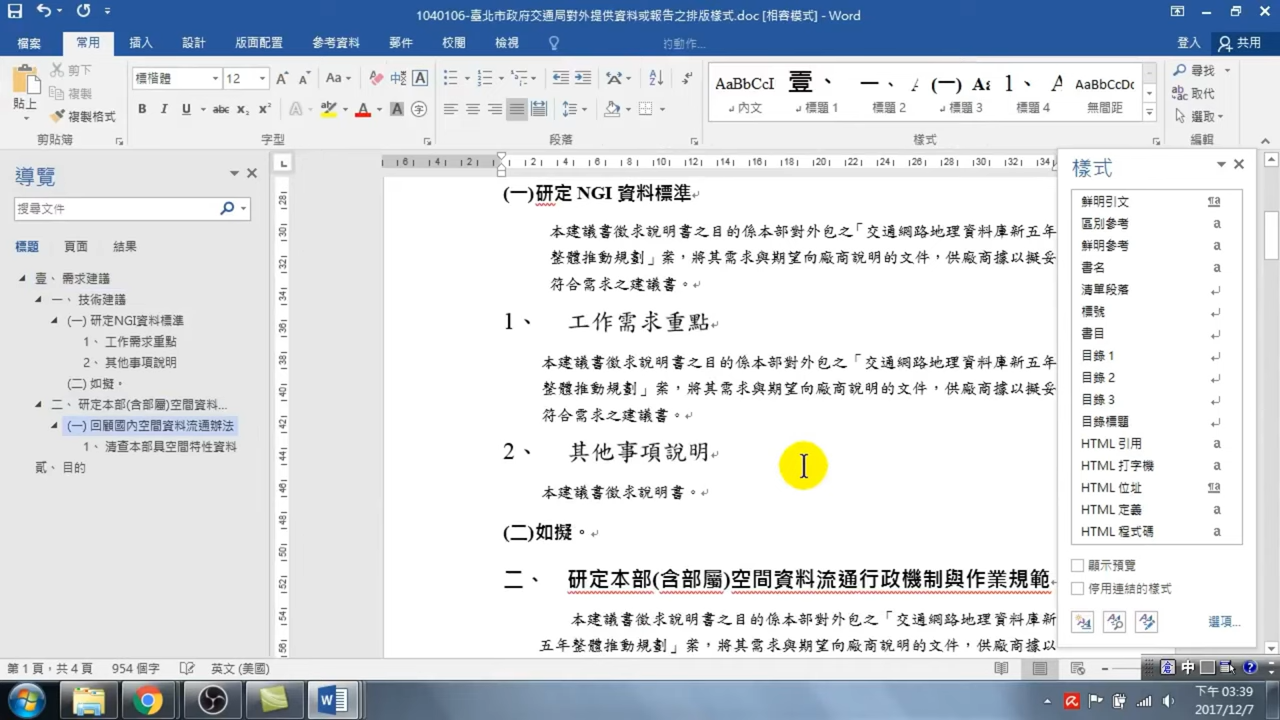 1040106-臺北市政府交通局對外提供資料或報告之排版樣式.doc [相容模式] - Word
檔案 常用 插入 設計 版面配置 參考資料 郵件 校閱 檢視 登入 共用
貼上 剪下 複製 複製格式 剪貼簿
標楷體 12 字型
段落
AaBbCcI 壹、 一、 (一) 1、 AaBbCcDc
內文 標題 1 標題 2 標題 3 標題 4 無間距
樣式
尋找
取代
選取
編輯
導覽
搜尋文件
標題 頁面 結果
壹、 需求建議
一、 技術建議
(一) 研定NGI資料標準
1、 工作需求重點
2、 其他事項說明
(二) 如擬。
二、 研定本部(含部屬)空間資料...
(一) 回顧國內空間資料流通辦法
1、 清查本部具空間特性資料
貳、目的
(一)研定 NGI 資料標準
本建議書徵求說明書之目的係本部對外包之「交通網路地理資料庫新五年
整體推動規劃」案，將其需求與期望向廠商說明的文件，供廠商據以擬妥
符合需求之建議書。
1、 工作需求重點
本建議書徵求說明書之目的係本部對外包之「交通網路地理資料庫新五年
整體推動規劃」案，將其需求與期望向廠商說明的文件，供廠商據以擬妥
符合需求之建議書。
2、 其他事項說明
本建議書徵求說明書。
(二)如擬。
二、 研定本部(含部屬)空間資料流通行政機制與作業規範
本建議書徵求說明書之目的係本部對外包之「交通網路地理資料庫新
五年整體推動規劃」案，將其需求與期望向廠商說明的文件，供廠商據以
樣式
鮮明引文
區別參考
鮮明參考
書名
清單段落
標號
書目
目錄 1
目錄 2
目錄 3
目錄標題
HTML 引用
HTML 打字機
HTML 位址
HTML 定義
HTML 程式碼
顯示預覽
停用連結的樣式
選項...
第 1 頁，共 4 頁 954 個字 英文 (美國)
中
下午 03:39
2017/12/7